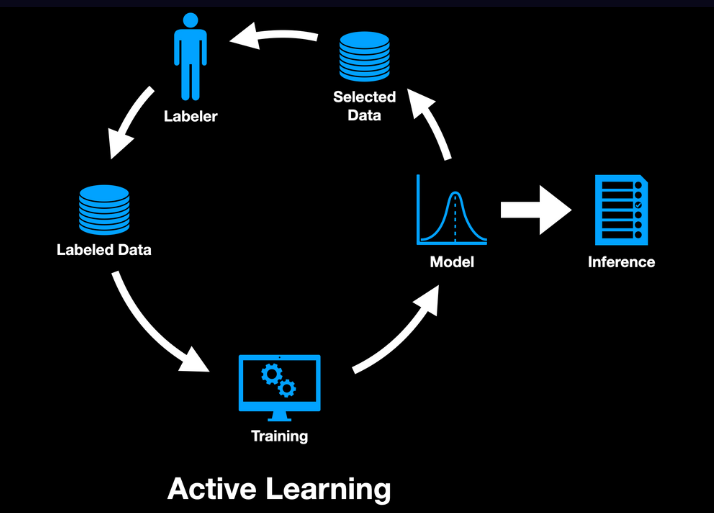 Labeler
Selected
Data
Labeled Data
Model
Inference
Training
Active Learning